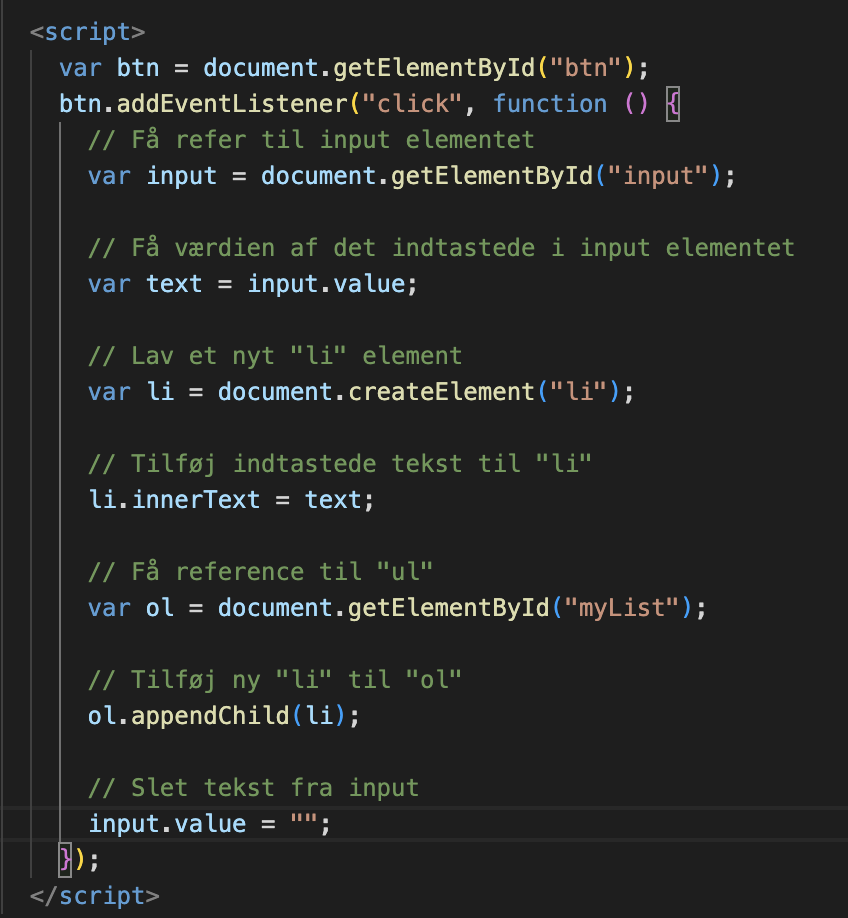 <script>
var btn = document.getElementById("btn");
btn.addEventListener("click", function () {
// Få refer til input elementet
var input = document.getElementById("input");
// Få værdien af det indtastede i input elementet
var text = input.value;
// Lav et nyt "li" element
var li = document.createElement("li");
// Tilføj indtastede tekst til "li"
li.innerText = text;
// Få reference til "ul"
var ol = document.getElementById("myList");
// Tilføj ny "li" til "ol"
ol.appendChild(li);
// Slet tekst fra input
input.value = "";
});
</script>